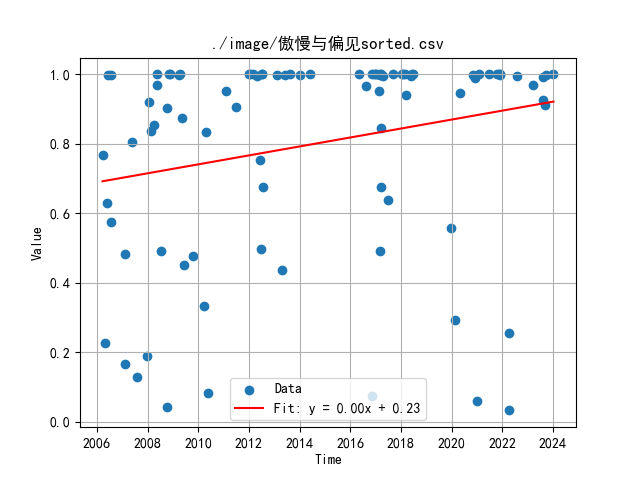 ./image/傲慢与偏见sorted.csv
Value
1.0
0.8
0.6
0.4
0.2
0.0
Data
Fit: y = 0.00x + 0.23
2006 2008 2010 2012 2014 2016 2018 2020 2022 2024
Time